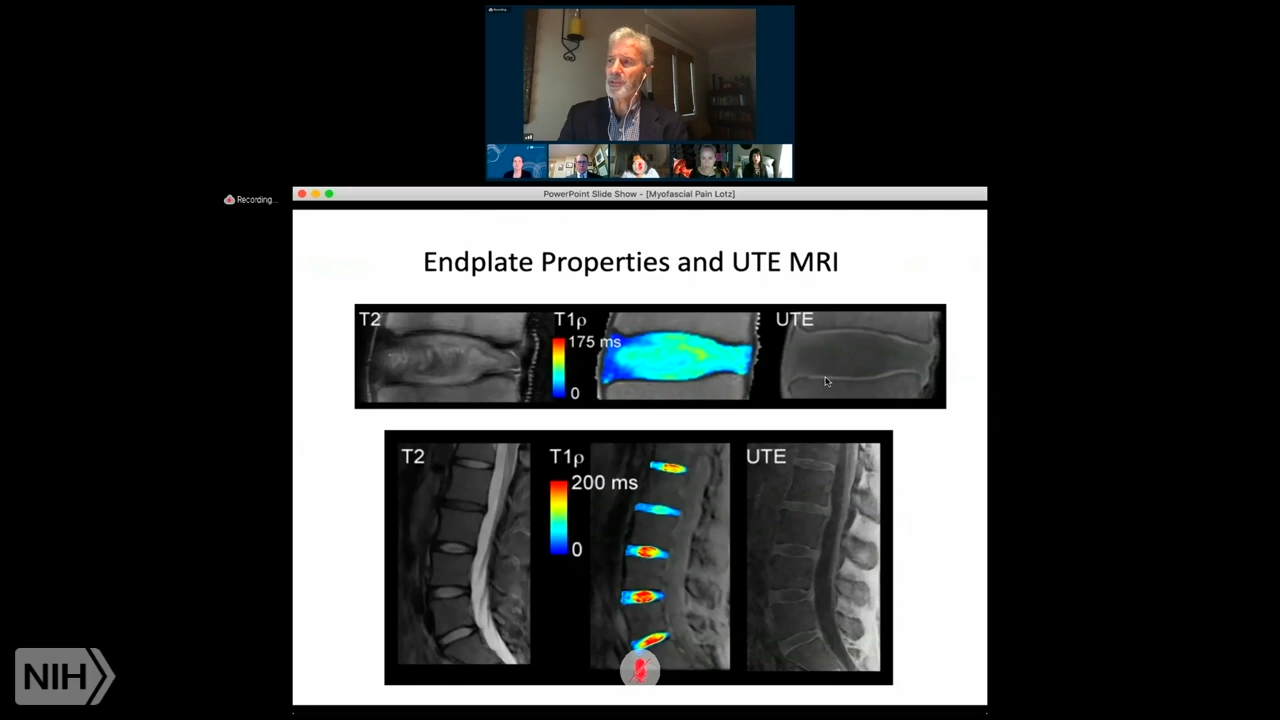 Recording...
PowerPoint Slide Show - [Myofascial Pain Lotz]
Recording...
Endplate Properties and UTE MRI
T2
T1ρ
175 ms
0
UTE
T2
T1ρ
200 ms
0
UTE
NIH